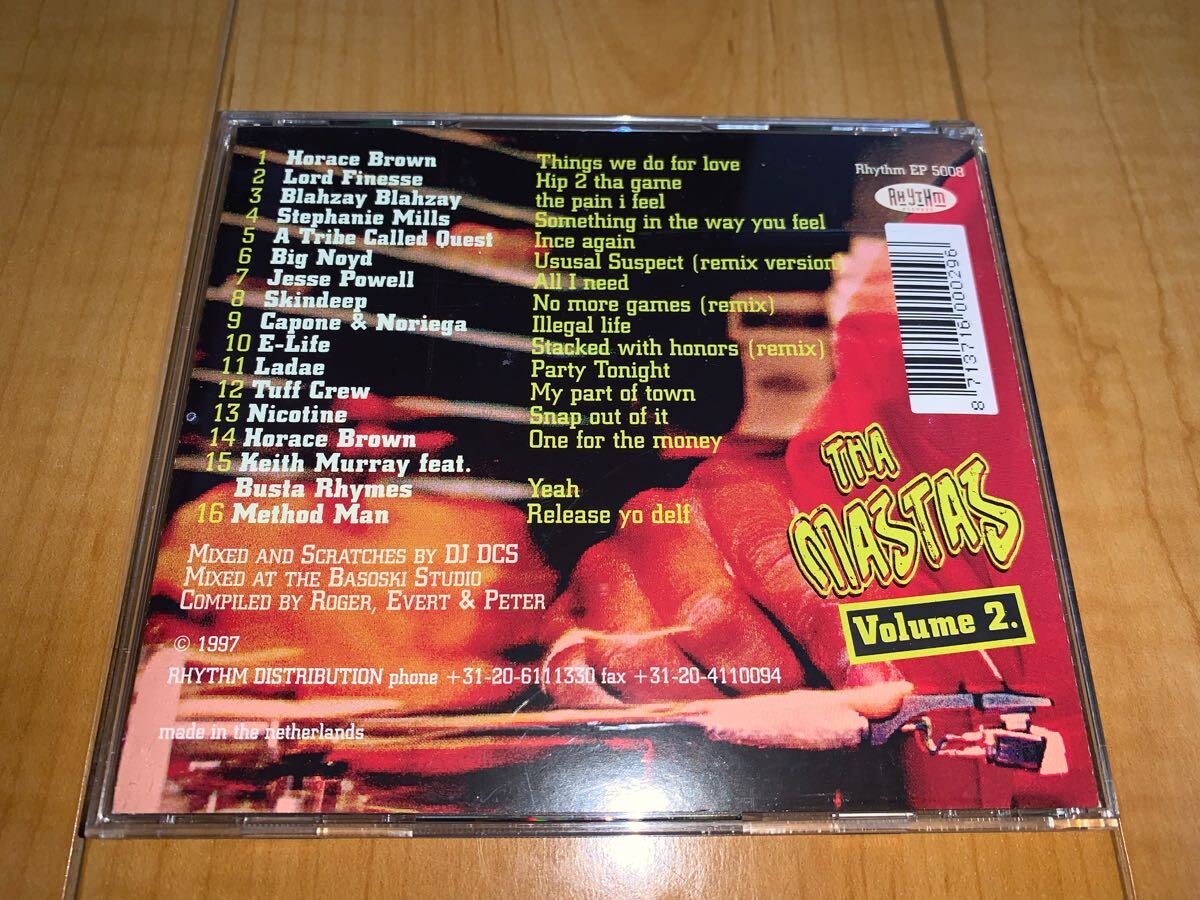 1 Horace Brown Things we do for love
2 Lord Finesse Hip 2 tha game
3 Blahzay Blahzay the pain i feel
4 Stephanie Mills Something in the way you feel
5 A Tribe Called Quest Ince again
6 Big Noyd Ususal Suspect (remix version)
7 Jesse Powell All I need
8 Skindeep No more games (remix)
9 Capone & Noriega Illegal life
10 E-Life Stacked with honors (remix)
11 Ladae Party Tonight
12 Tuff Crew My part of town
13 Nicotine Snap out of it
14 Horace Brown One for the money
15 Keith Murray feat.
Busta Rhymes Yeah
16 Method Man Release yo delf
Mixed and Scratches by DJ DCS
Mixed at the Basoski Studio
Compiled by Roger, Evert & Peter
© 1997
RHYTHM DISTRIBUTION phone +31-20-6111330 fax +31-20-4110094
made in the netherlands
Rhythm EP 5008
RHYTHM
8 713716 000296
THA
MASTAS
Volume 2.